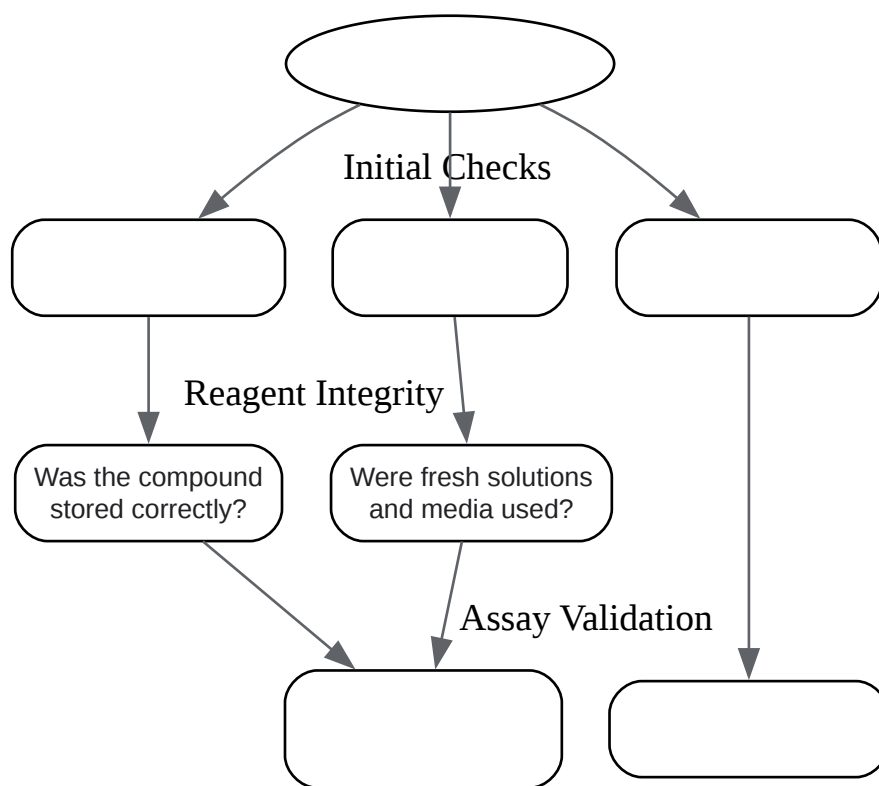 Initial Checks
Reagent Integrity
Was the compound
stored correctly?
Were fresh solutions
and media used?
Assay Validation